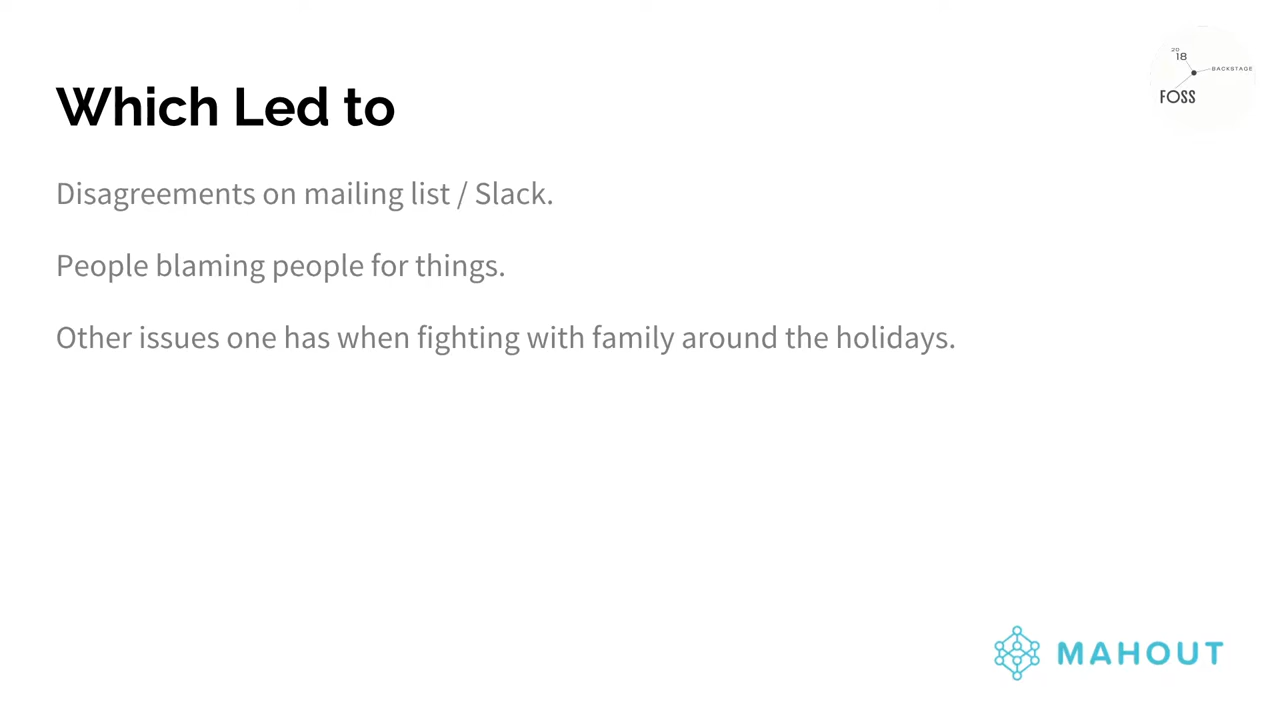 20
18
BACKSTAGE
FOSS
Which Led to
Disagreements on mailing list / Slack.
People blaming people for things.
Other issues one has when fighting with family around the holidays.
MAHOUT